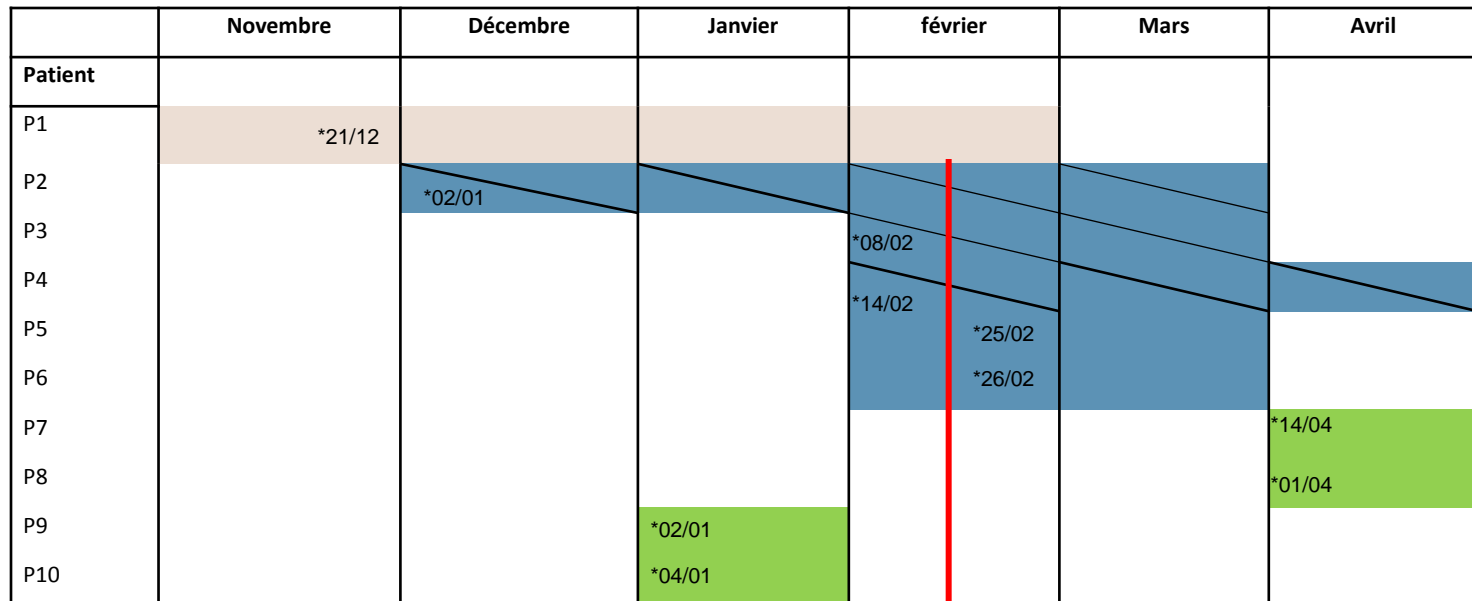 Novembre Décembre Janvier février Mars Avril
Patient
P1 *21/12
P2 *02/01
P3 *08/02
P4 *14/02
P5 *25/02
P6 *26/02
P7 *14/04
P8 *01/04
P9 *02/01
P10 *04/01